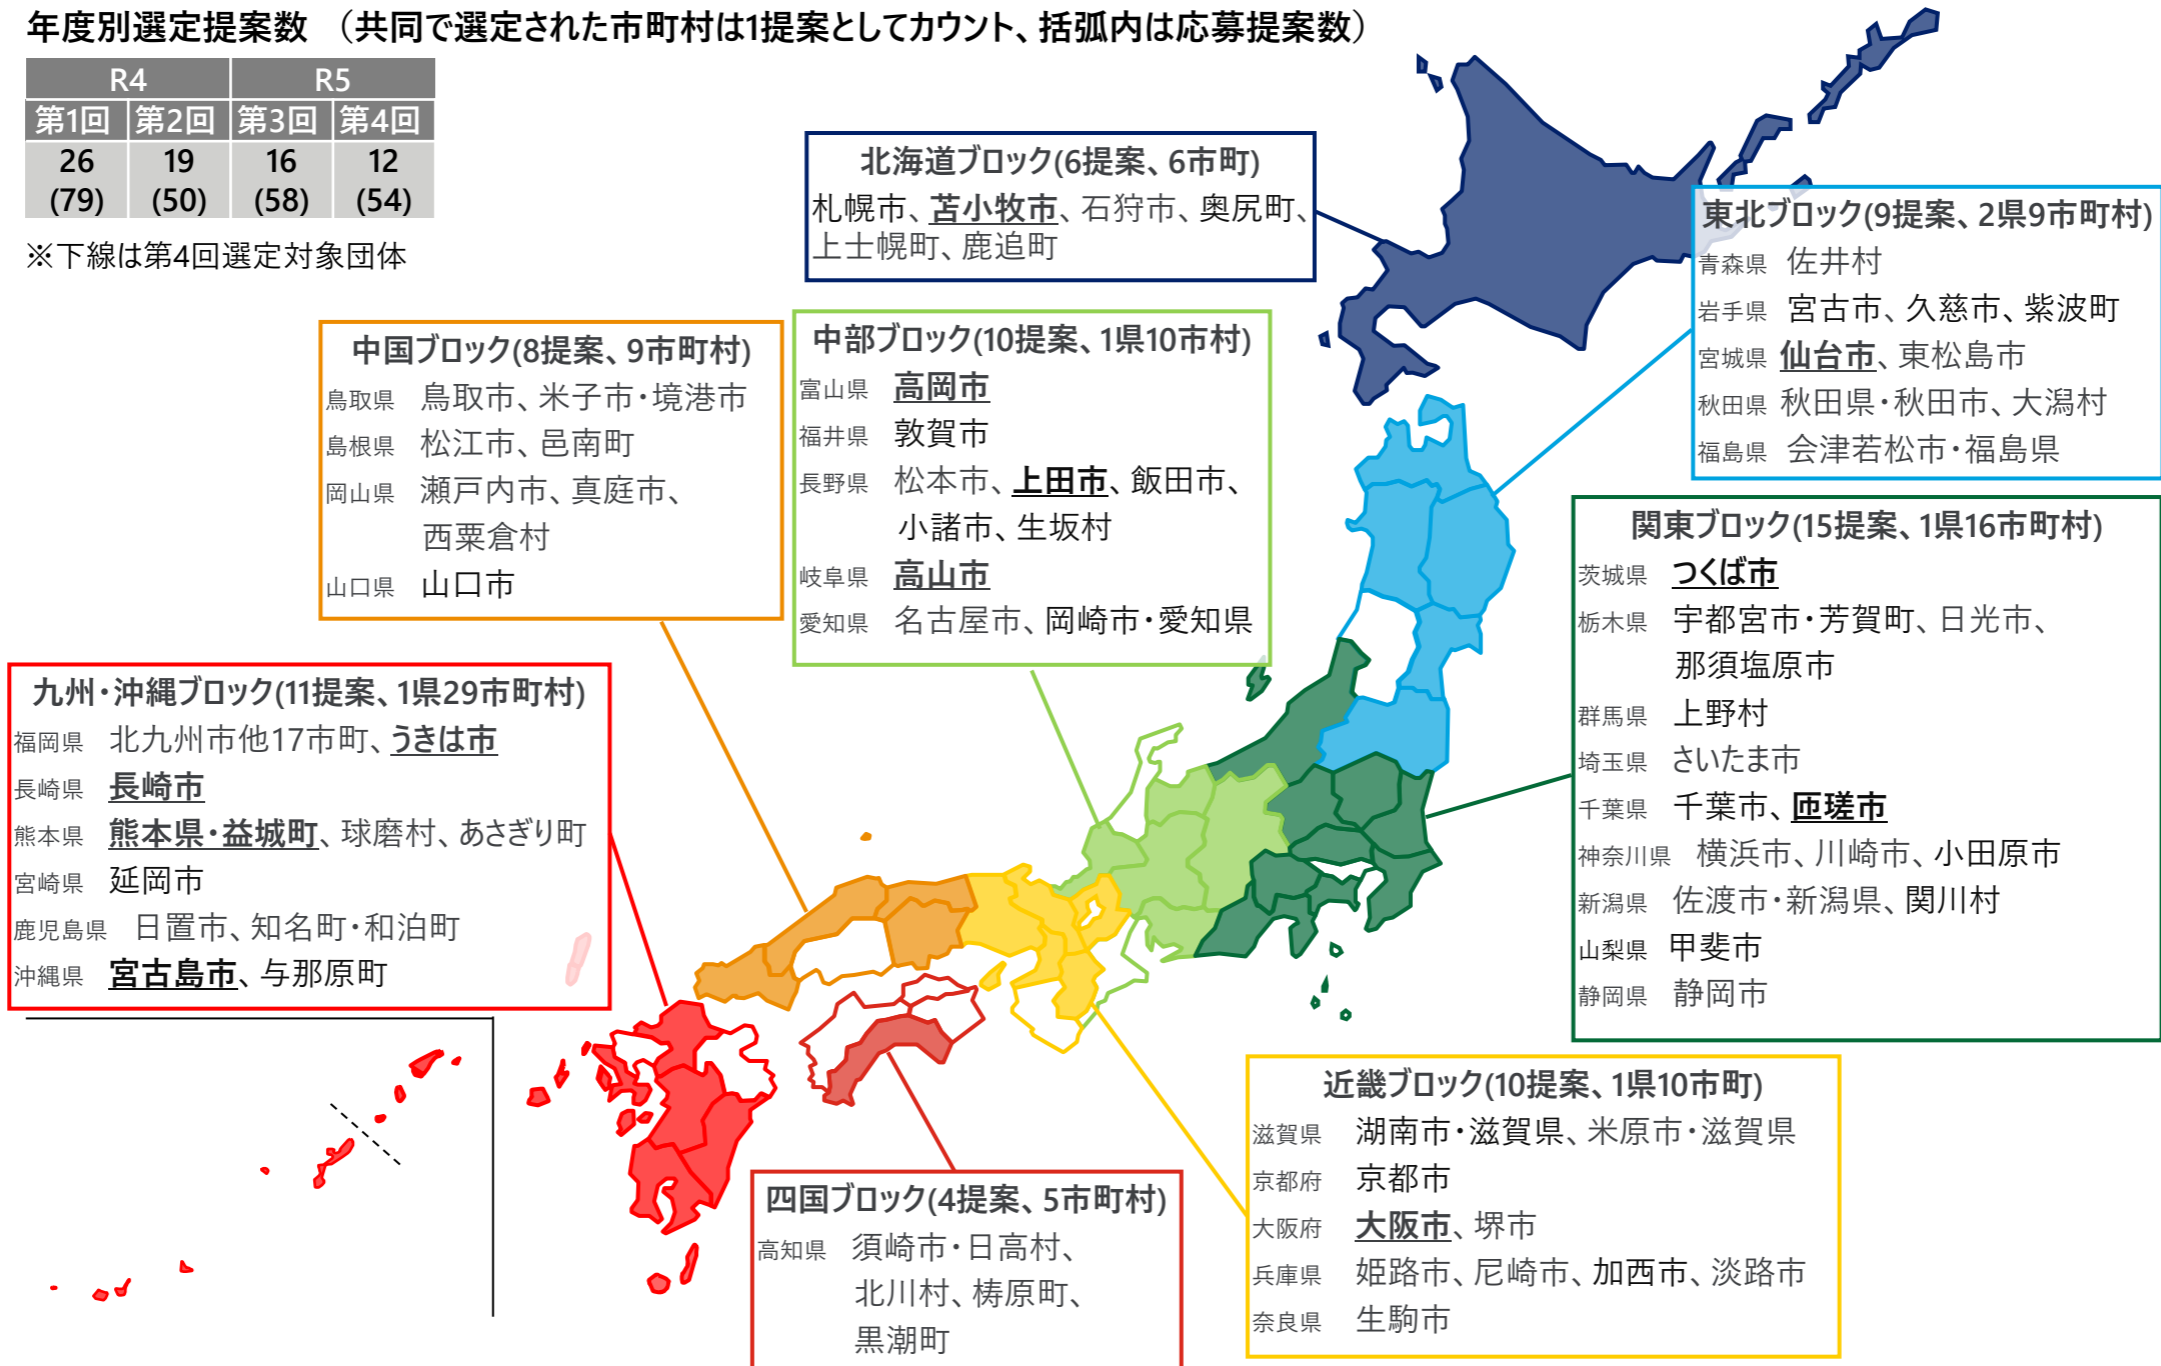 年度別選定提案数 （共同で選定された市町村は1提案としてカウント、括弧内は応募提案数）
R4 R5
第1回 第2回 第3回 第4回
26 19 16 12
(79) (50) (58) (54)
※下線は第4回選定対象団体
北海道ブロック(6提案、6市町)
札幌市、苫小牧市、石狩市、奥尻町、
上士幌町、鹿追町
東北ブロック(9提案、2県9市町村)
青森県 佐井村
岩手県 宮古市、久慈市、紫波町
宮城県 仙台市、東松島市
秋田県 秋田県・秋田市、大潟村
福島県 会津若松市・福島県
中国ブロック(8提案、9市町村)
鳥取県 鳥取市、米子市・境港市
島根県 松江市、邑南町
岡山県 瀬戸内市、真庭市、
西粟倉村
山口県 山口市
中部ブロック(10提案、1県10市村)
富山県 高岡市
福井県 敦賀市
長野県 松本市、上田市、飯田市、
小諸市、生坂村
岐阜県 高山市
愛知県 名古屋市、岡崎市・愛知県
関東ブロック(15提案、1県16市町村)
茨城県 つくば市
栃木県 宇都宮市・芳賀町、日光市、
那須塩原市
群馬県 上野村
埼玉県 さいたま市
千葉県 千葉市、匝瑳市
神奈川県 横浜市、川崎市、小田原市
新潟県 佐渡市・新潟県、関川村
山梨県 甲斐市
静岡県 静岡市
九州・沖縄ブロック(11提案、1県29市町村)
福岡県 北九州市他17市町、うきは市
長崎県 長崎市
熊本県 熊本県・益城町、球磨村、あさぎり町
宮崎県 延岡市
鹿児島県 日置市、知名町・和泊町
沖縄県 宮古島市、与那原町
近畿ブロック(10提案、1県10市町)
滋賀県 湖南市・滋賀県、米原市・滋賀県
京都府 京都市
大阪府 大阪市、堺市
兵庫県 姫路市、尼崎市、加西市、淡路市
奈良県 生駒市
四国ブロック(4提案、5市町村)
高知県 須崎市・日高村、
北川村、梼原町、
黒潮町